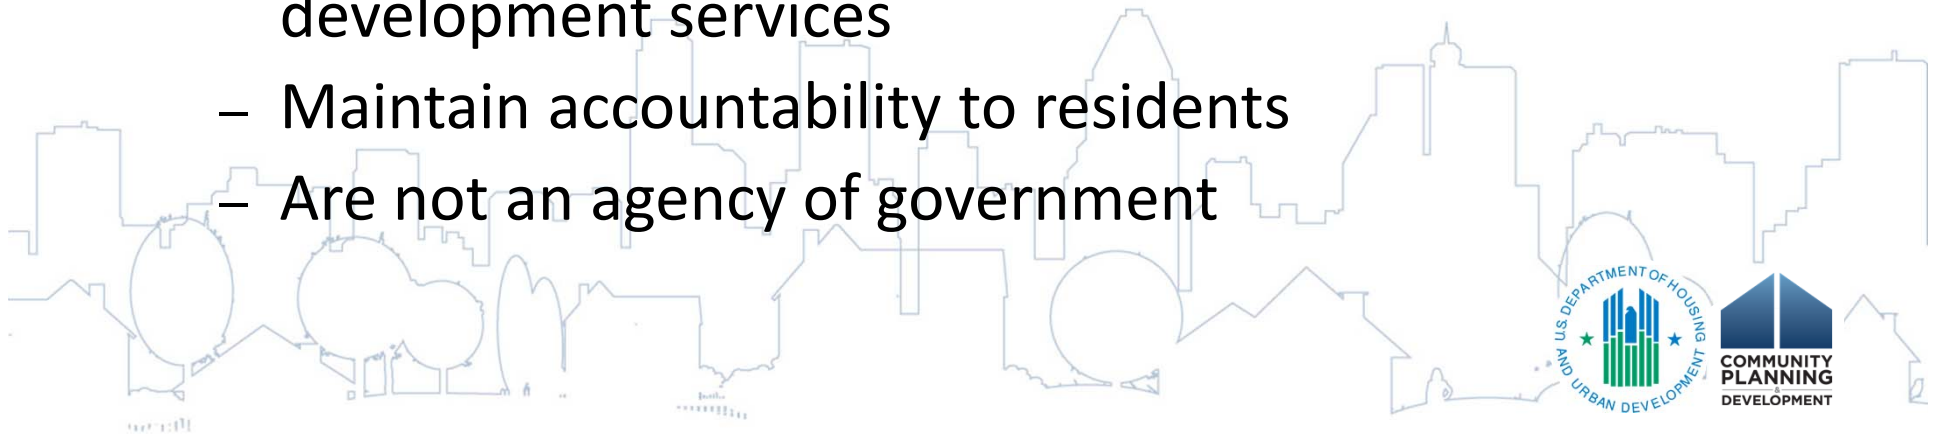 development services
– Maintain accountability to residents
– Are not an agency of government
U.S. DEPARTMENT OF HOUSING
AND URBAN DEVELOPMENT
COMMUNITY
PLANNING
&
DEVELOPMENT